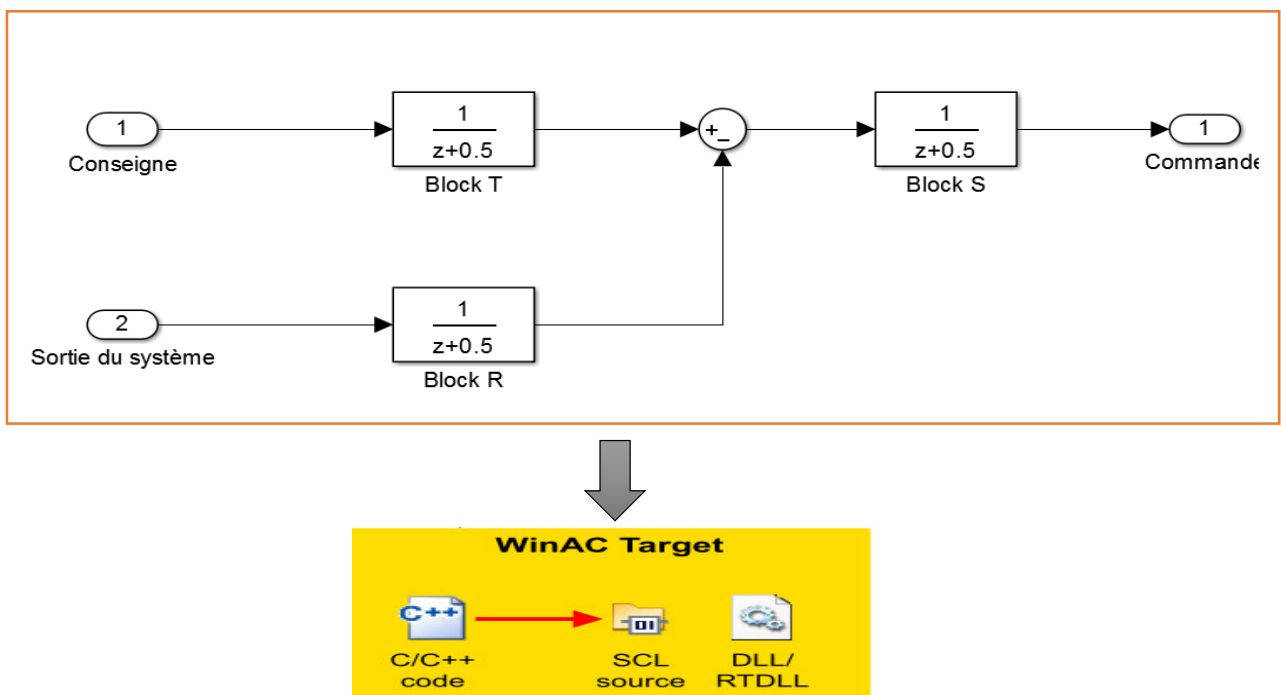 1
Conseigne
1
z+0.5
Block T
+
_
1
z+0.5
Block S
1
Commande
2
Sortie du système
1
z+0.5
Block R
WinAC Target
C++
C/C++
code
SCL
source
DLL/
RTDLL